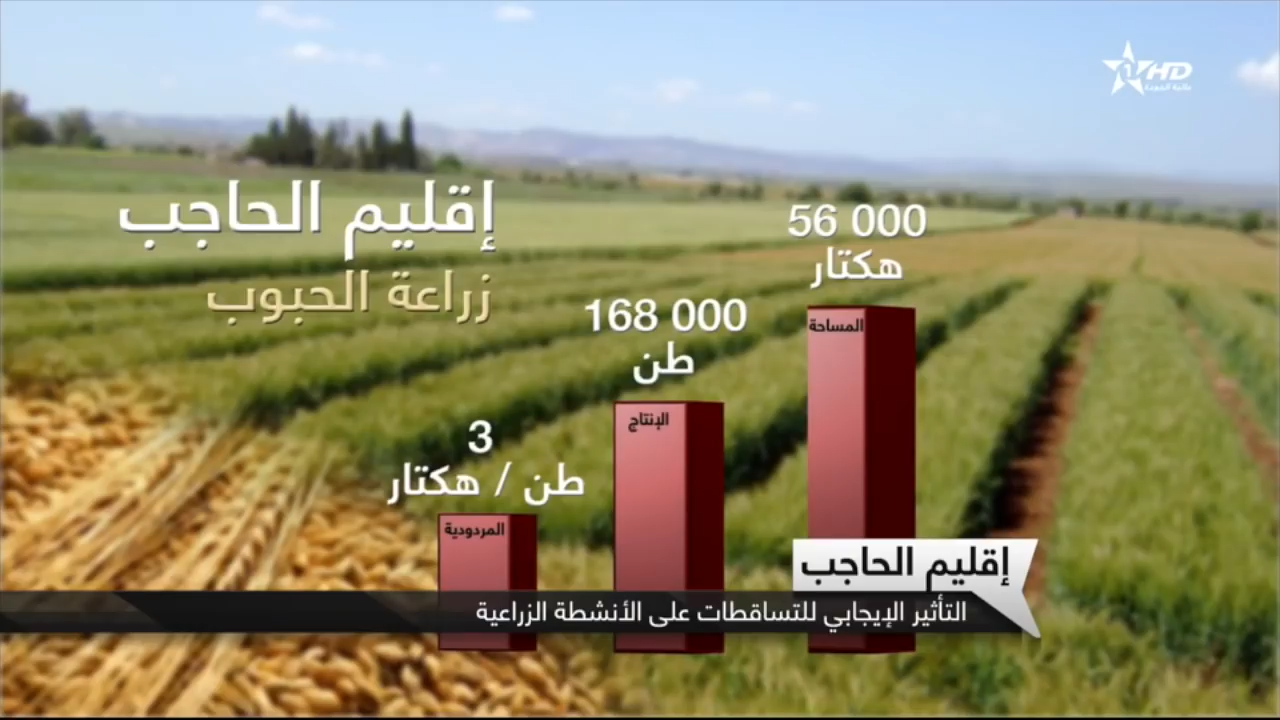 HD
إقليم الحاجب
زراعة الحبوب
56 000
هكتار
المساحة
168 000
طن
الإنتاج
3
طن / هكتار
المردودية
إقليم الحاجب
التأثير الإيجابي للتساقطات على الأنشطة الزراعية